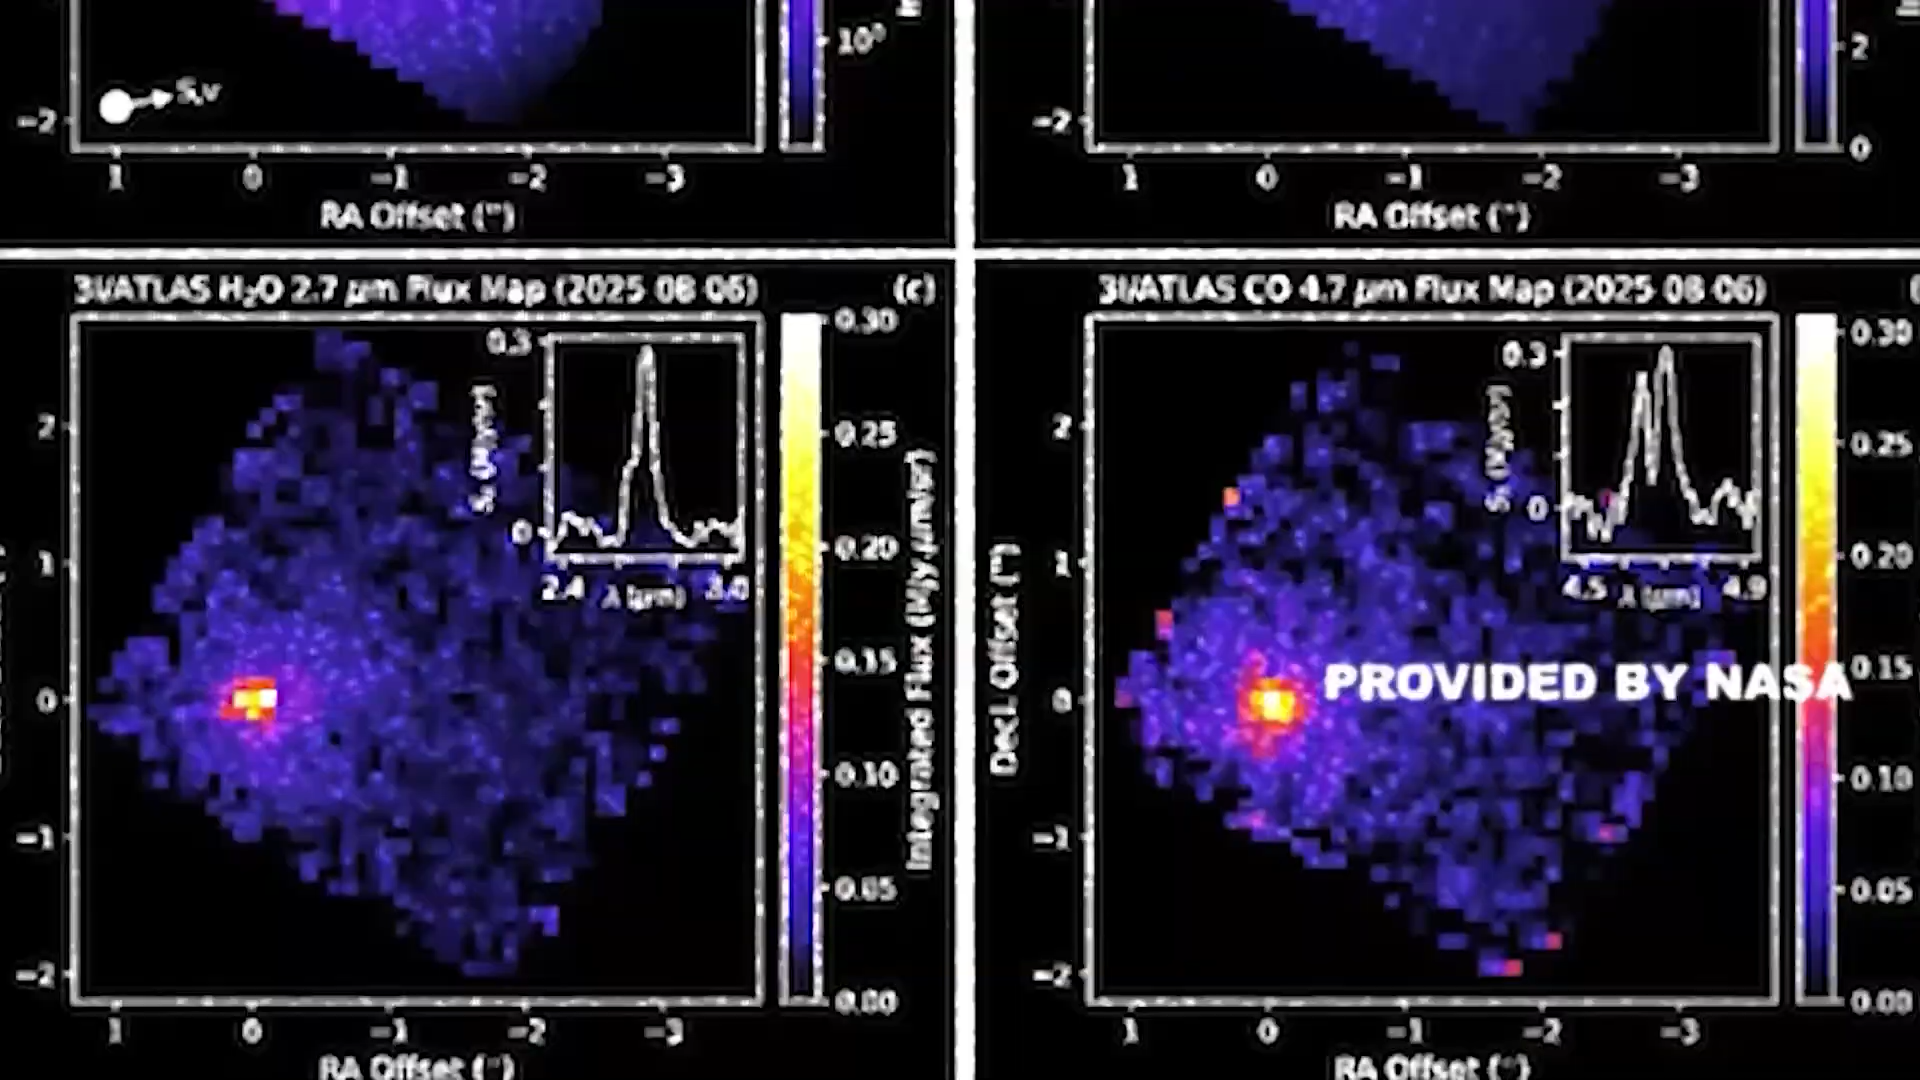 10⁰
S,v
-2
1 0 -1 -2 -3
RA Offset (")
2
-2
0
1 0 -1 -2 -3
RA Offset (")
3I/ATLAS H₂O 2.7 μm Flux Map (2025-08-06) (c)
0.3
0
2.4 λ (μm) 3.0
2
1
0
-1
-2
1 0 -1 -2 -3
RA Offset (")
0.30
0.25
0.20
0.15
0.10
0.05
0.00
Integrated Flux (MJy μm/sr)
3I/ATLAS CO 4.7 μm Flux Map (2025-08-06)
0.3
0
4.5 λ (μm) 4.9
Decl. Offset (")
2
1
0
-1
-2
PROVIDED BY NASA
1 0 -1 -2 -3
RA Offset (")
0.30
0.25
0.20
0.15
0.10
0.05
0.00